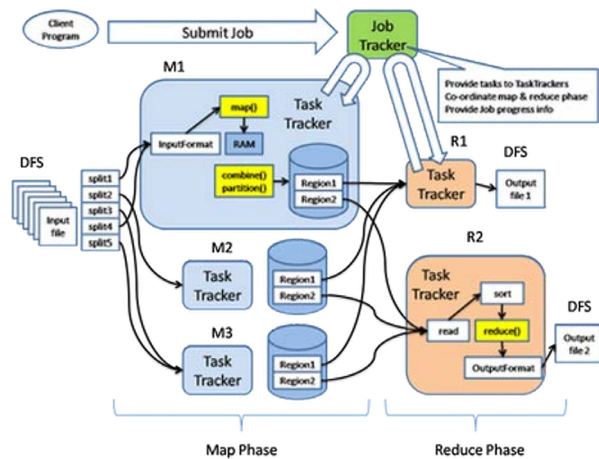 Client
Program
Submit Job
Job
Tracker
Provide tasks to TaskTrackers
Co-ordinate map & reduce phase
Provide Job progress info
M1
map()
Task
Tracker
InputFormat
RAM
combine()
partition()
Region1
Region2
DFS
Input
file
split1
split2
split3
split4
split5
M2
Task
Tracker
Region1
Region2
M3
Task
Tracker
Region1
Region2
R1
Task
Tracker
DFS
Output
file 1
R2
Task
Tracker
sort
read
reduce()
OutputFormat
DFS
Output
file 2
Map Phase
Reduce Phase